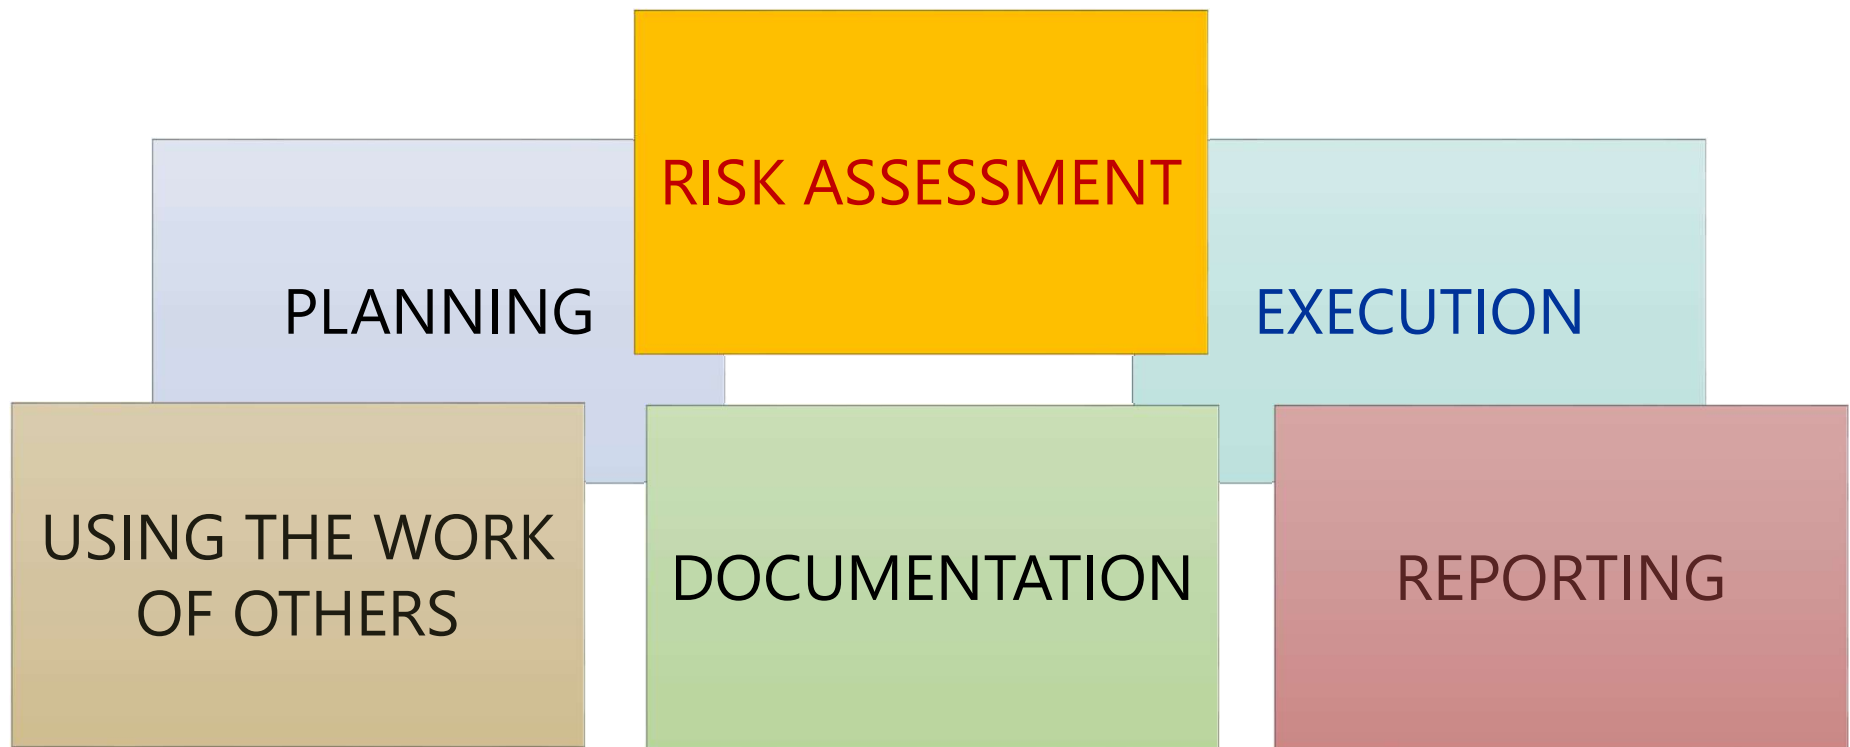 RISK ASSESSMENT
PLANNING
EXECUTION
USING THE WORK
OF OTHERS
DOCUMENTATION
REPORTING